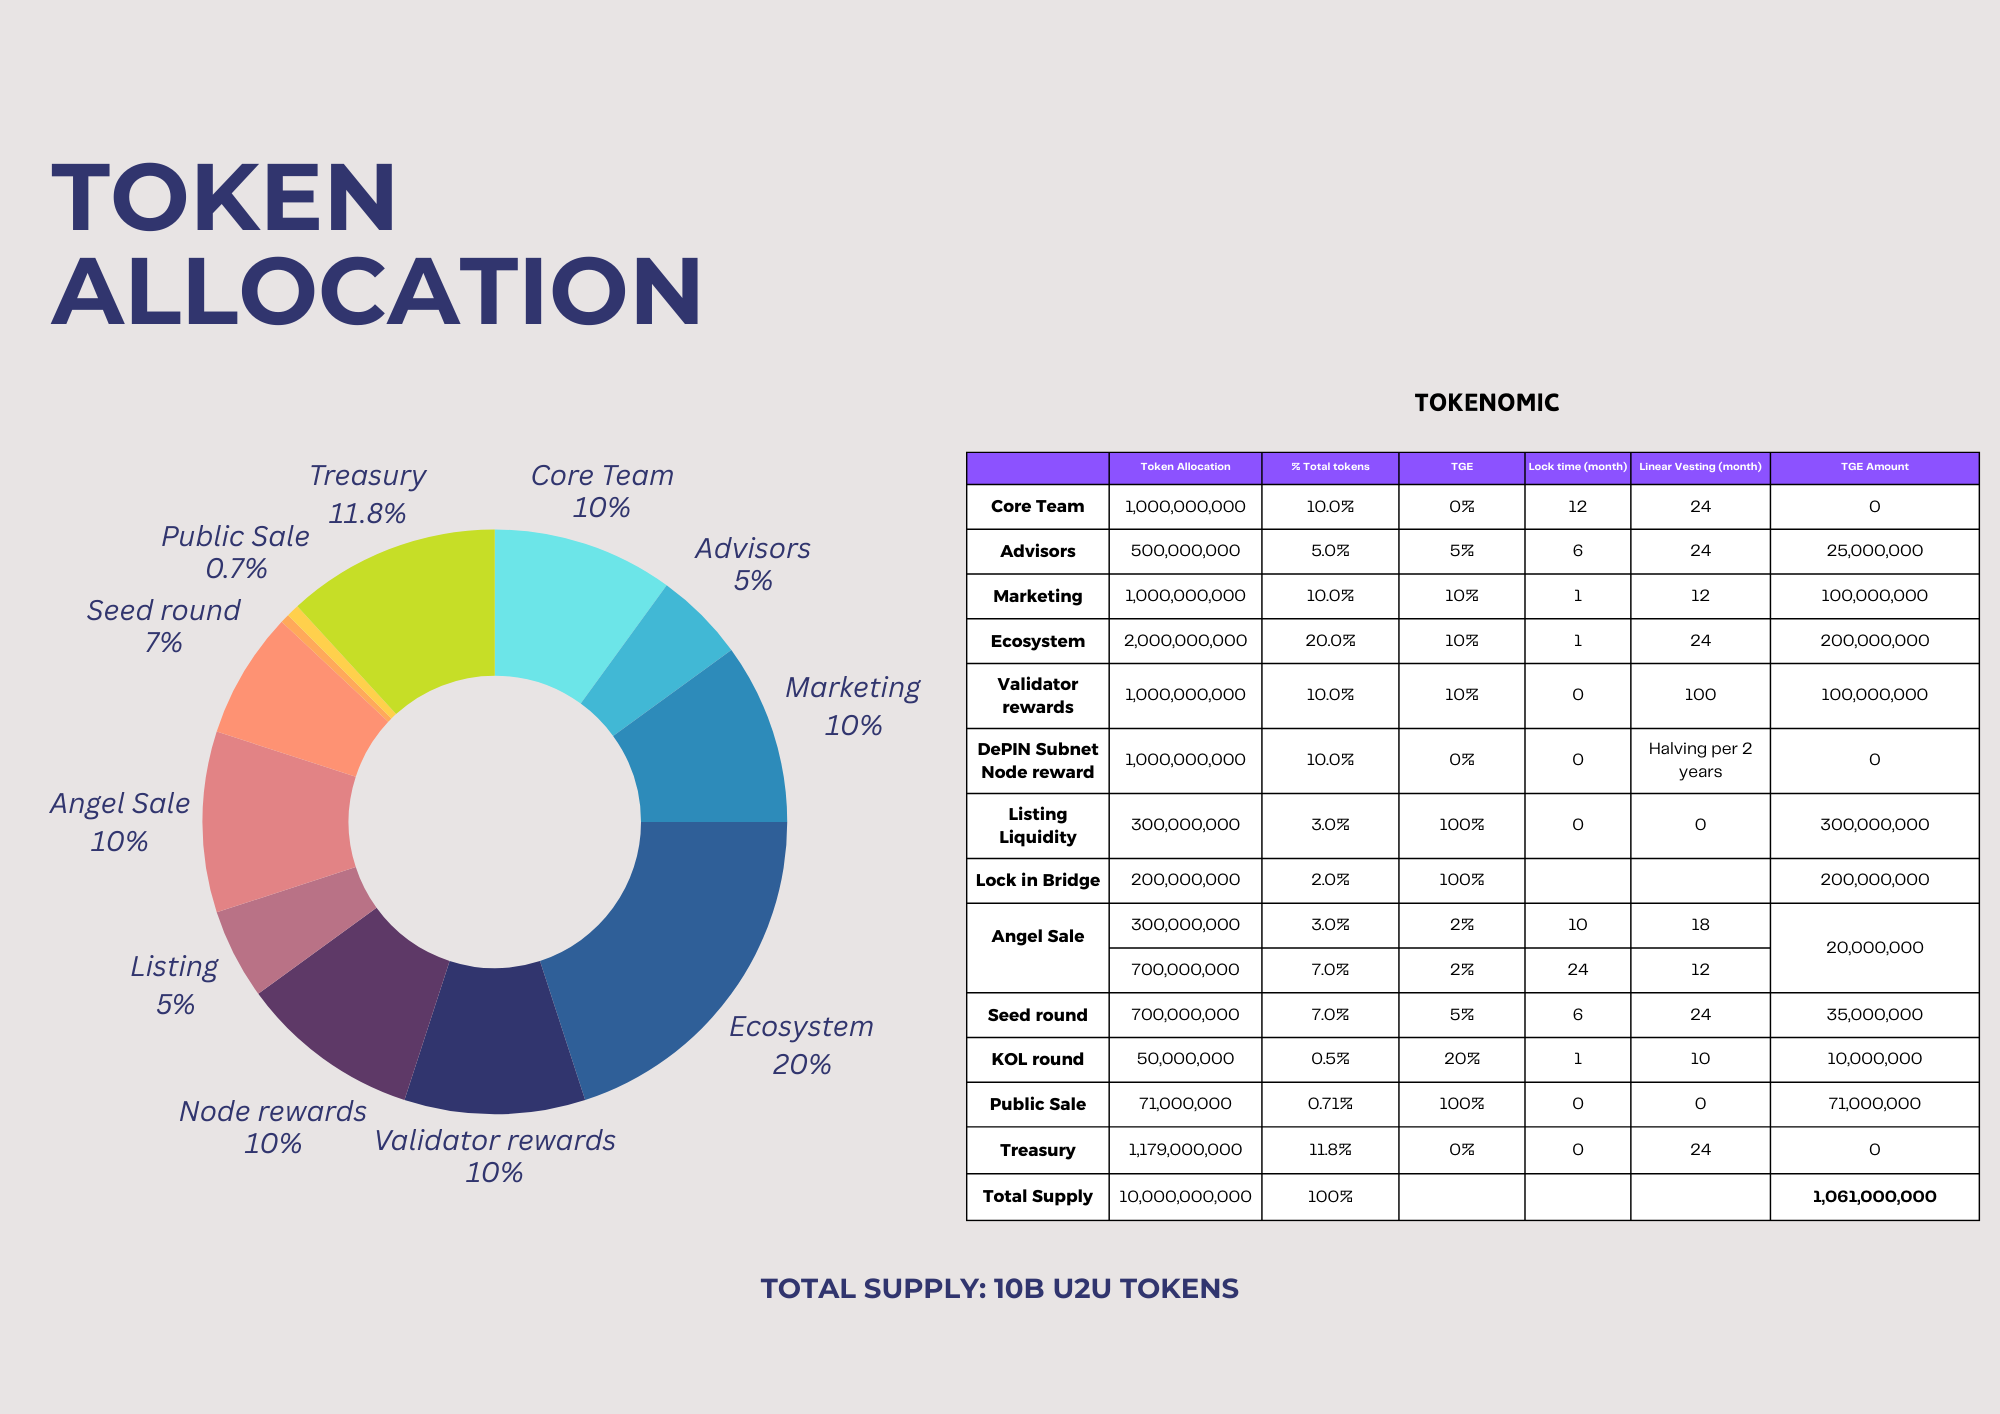 TOKEN
ALLOCATION
Treasury
11.8%
Core Team
10%
Public Sale
0.7%
Advisors
5%
Seed round
7%
Marketing
10%
Angel Sale
10%
Listing
5%
Ecosystem
20%
Node rewards
10%
Validator rewards
10%
TOKENOMIC
Token Allocation % Total tokens TGE Lock time (month) Linear Vesting (month) TGE Amount
Core Team 1,000,000,000 10.0% 0% 12 24 0
Advisors 500,000,000 5.0% 5% 6 24 25,000,000
Marketing 1,000,000,000 10.0% 10% 1 12 100,000,000
Ecosystem 2,000,000,000 20.0% 10% 1 24 200,000,000
Validator
rewards 1,000,000,000 10.0% 10% 0 100 100,000,000
DePIN Subnet
Node reward 1,000,000,000 10.0% 0% 0 Halving per 2
years 0
Listing
Liquidity 300,000,000 3.0% 100% 0 0 300,000,000
Lock in Bridge 200,000,000 2.0% 100% 200,000,000
Angel Sale 300,000,000 3.0% 2% 10 18 20,000,000
700,000,000 7.0% 2% 24 12
Seed round 700,000,000 7.0% 5% 6 24 35,000,000
KOL round 50,000,000 0.5% 20% 1 10 10,000,000
Public Sale 71,000,000 0.71% 100% 0 0 71,000,000
Treasury 1,179,000,000 11.8% 0% 0 24 0
Total Supply 10,000,000,000 100% 1,061,000,000
TOTAL SUPPLY: 10B U2U TOKENS